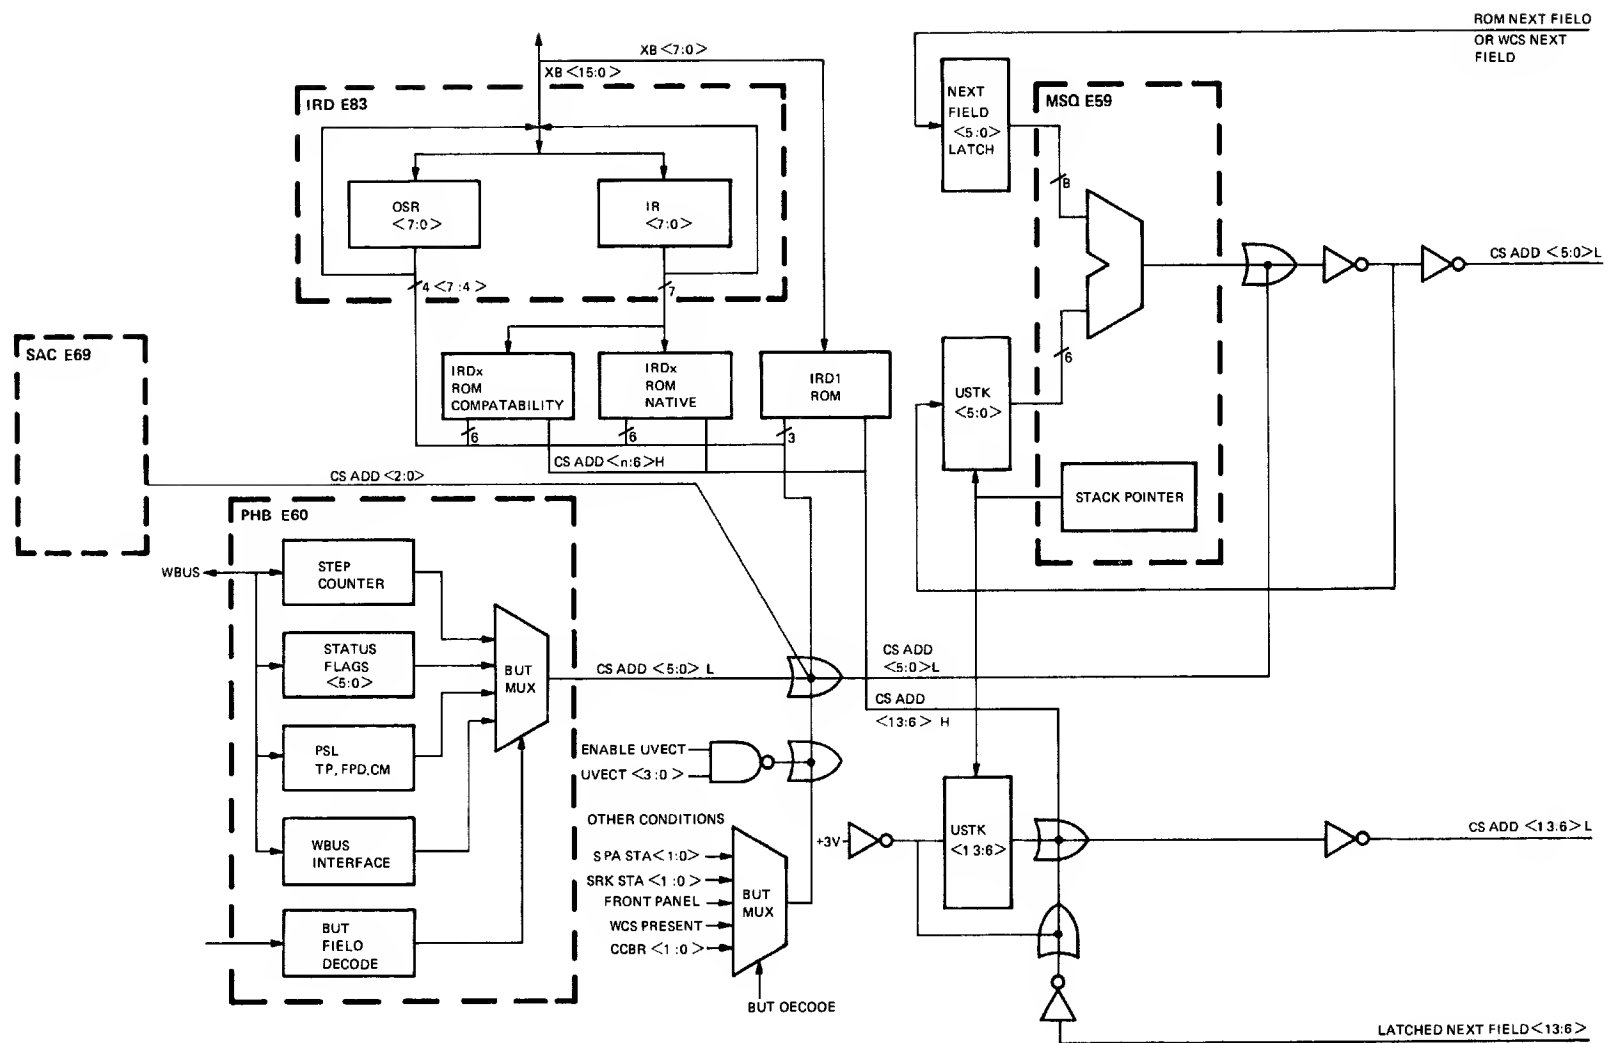 ROM NEXT FIELD
OR WCS NEXT
FIELD
XB <7:0>
XB <15:0>
IRD E83
OSR
<7:0>
IR
<7:0>
4 <7:4>
7
NEXT
FIELD
<5:0>
LATCH
MSQ E59
8
6
CS ADD <5:0>L
USTK
<5:0>
STACK POINTER
SAC E69
IRDx
ROM
COMPATABILITY
IRDx
ROM
NATIVE
IRD1
ROM
6
6
3
CS ADD <n:6>H
CS ADD <2:0>
PHB E60
WBUS
STEP
COUNTER
STATUS
FLAGS
<5:0>
PSL
TP, FPD,CM
WBUS
INTERFACE
BUT
FIELD
DECODE
BUT
MUX
CS ADD <5:0> L
CS ADD
<5:0>L
CS ADD
<13:6> H
ENABLE UVECT
UVECT <3:0>
OTHER CONDITIONS
SPA STA<1:0>
SRK STA <1:0>
FRONT PANEL
WCS PRESENT
CCBR <1:0>
BUT
MUX
BUT OECODE
+3V
USTK
<13:6>
CS ADD <13.6>L
LATCHED NEXT FIELD<13:6>